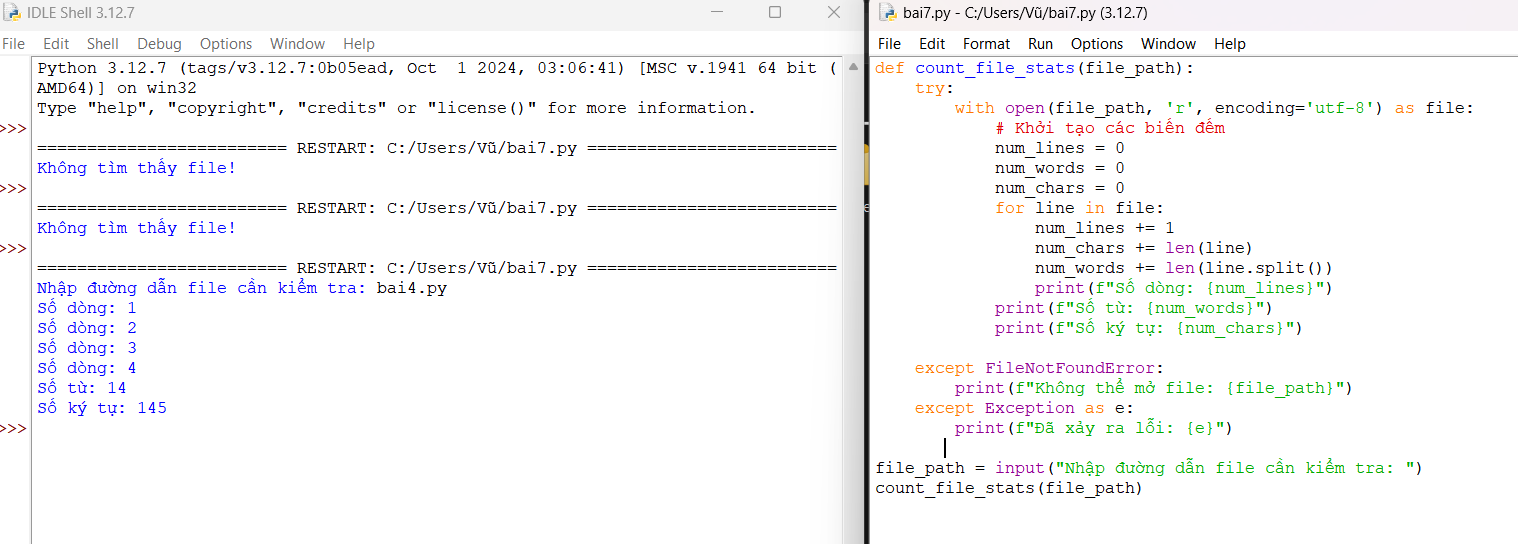 IDLE Shell 3.12.7
File Edit Shell Debug Options Window Help
Python 3.12.7 (tags/v3.12.7:0b05ead, Oct  1 2024, 03:06:41) [MSC v.1941 64 bit (
AMD64)] on win32
Type "help", "copyright", "credits" or "license()" for more information.
>>>
========================= RESTART: C:/Users/Vũ/bai7.py =========================
Không tìm thấy file!
>>>
========================= RESTART: C:/Users/Vũ/bai7.py =========================
Không tìm thấy file!
>>>
========================= RESTART: C:/Users/Vũ/bai7.py =========================
Nhập đường dẫn file cần kiểm tra: bai4.py
Số dòng: 1
Số dòng: 2
Số dòng: 3
Số dòng: 4
Số từ: 14
Số ký tự: 145
>>>
bai7.py - C:/Users/Vũ/bai7.py (3.12.7)
File Edit Format Run Options Window Help
def count_file_stats(file_path):
    try:
        with open(file_path, 'r', encoding='utf-8') as file:
            # Khởi tạo các biến đếm
            num_lines = 0
            num_words = 0
            num_chars = 0
            for line in file:
                num_lines += 1
                num_chars += len(line)
                num_words += len(line.split())
                print(f"Số dòng: {num_lines}")
            print(f"Số từ: {num_words}")
            print(f"Số ký tự: {num_chars}")
    except FileNotFoundError:
        print(f"Không thể mở file: {file_path}")
    except Exception as e:
        print(f"Đã xảy ra lỗi: {e}")
file_path = input("Nhập đường dẫn file cần kiểm tra: ")
count_file_stats(file_path)